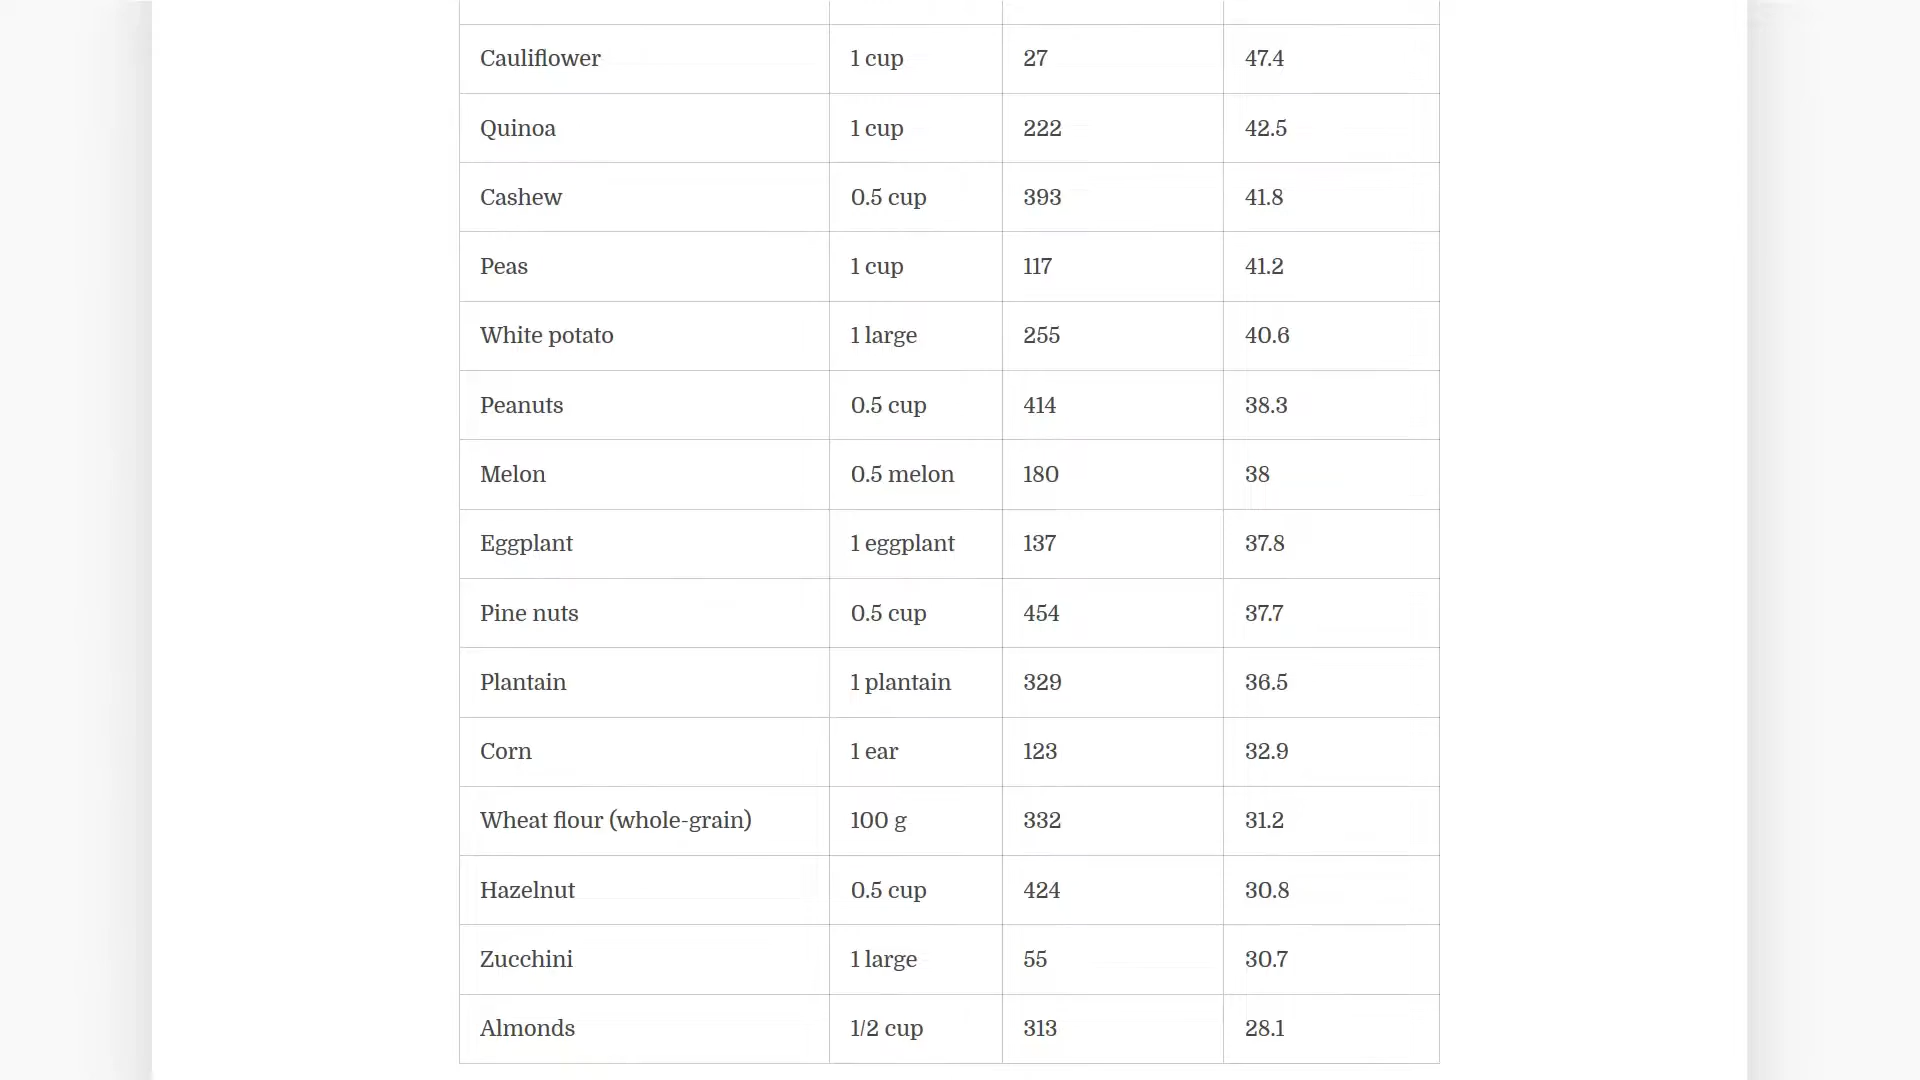 Cauliflower 1 cup 27 47.4
Quinoa 1 cup 222 42.5
Cashew 0.5 cup 393 41.8
Peas 1 cup 117 41.2
White potato 1 large 255 40.6
Peanuts 0.5 cup 414 38.3
Melon 0.5 melon 180 38
Eggplant 1 eggplant 137 37.8
Pine nuts 0.5 cup 454 37.7
Plantain 1 plantain 329 36.5
Corn 1 ear 123 32.9
Wheat flour (whole-grain) 100 g 332 31.2
Hazelnut 0.5 cup 424 30.8
Zucchini 1 large 55 30.7
Almonds 1/2 cup 313 28.1